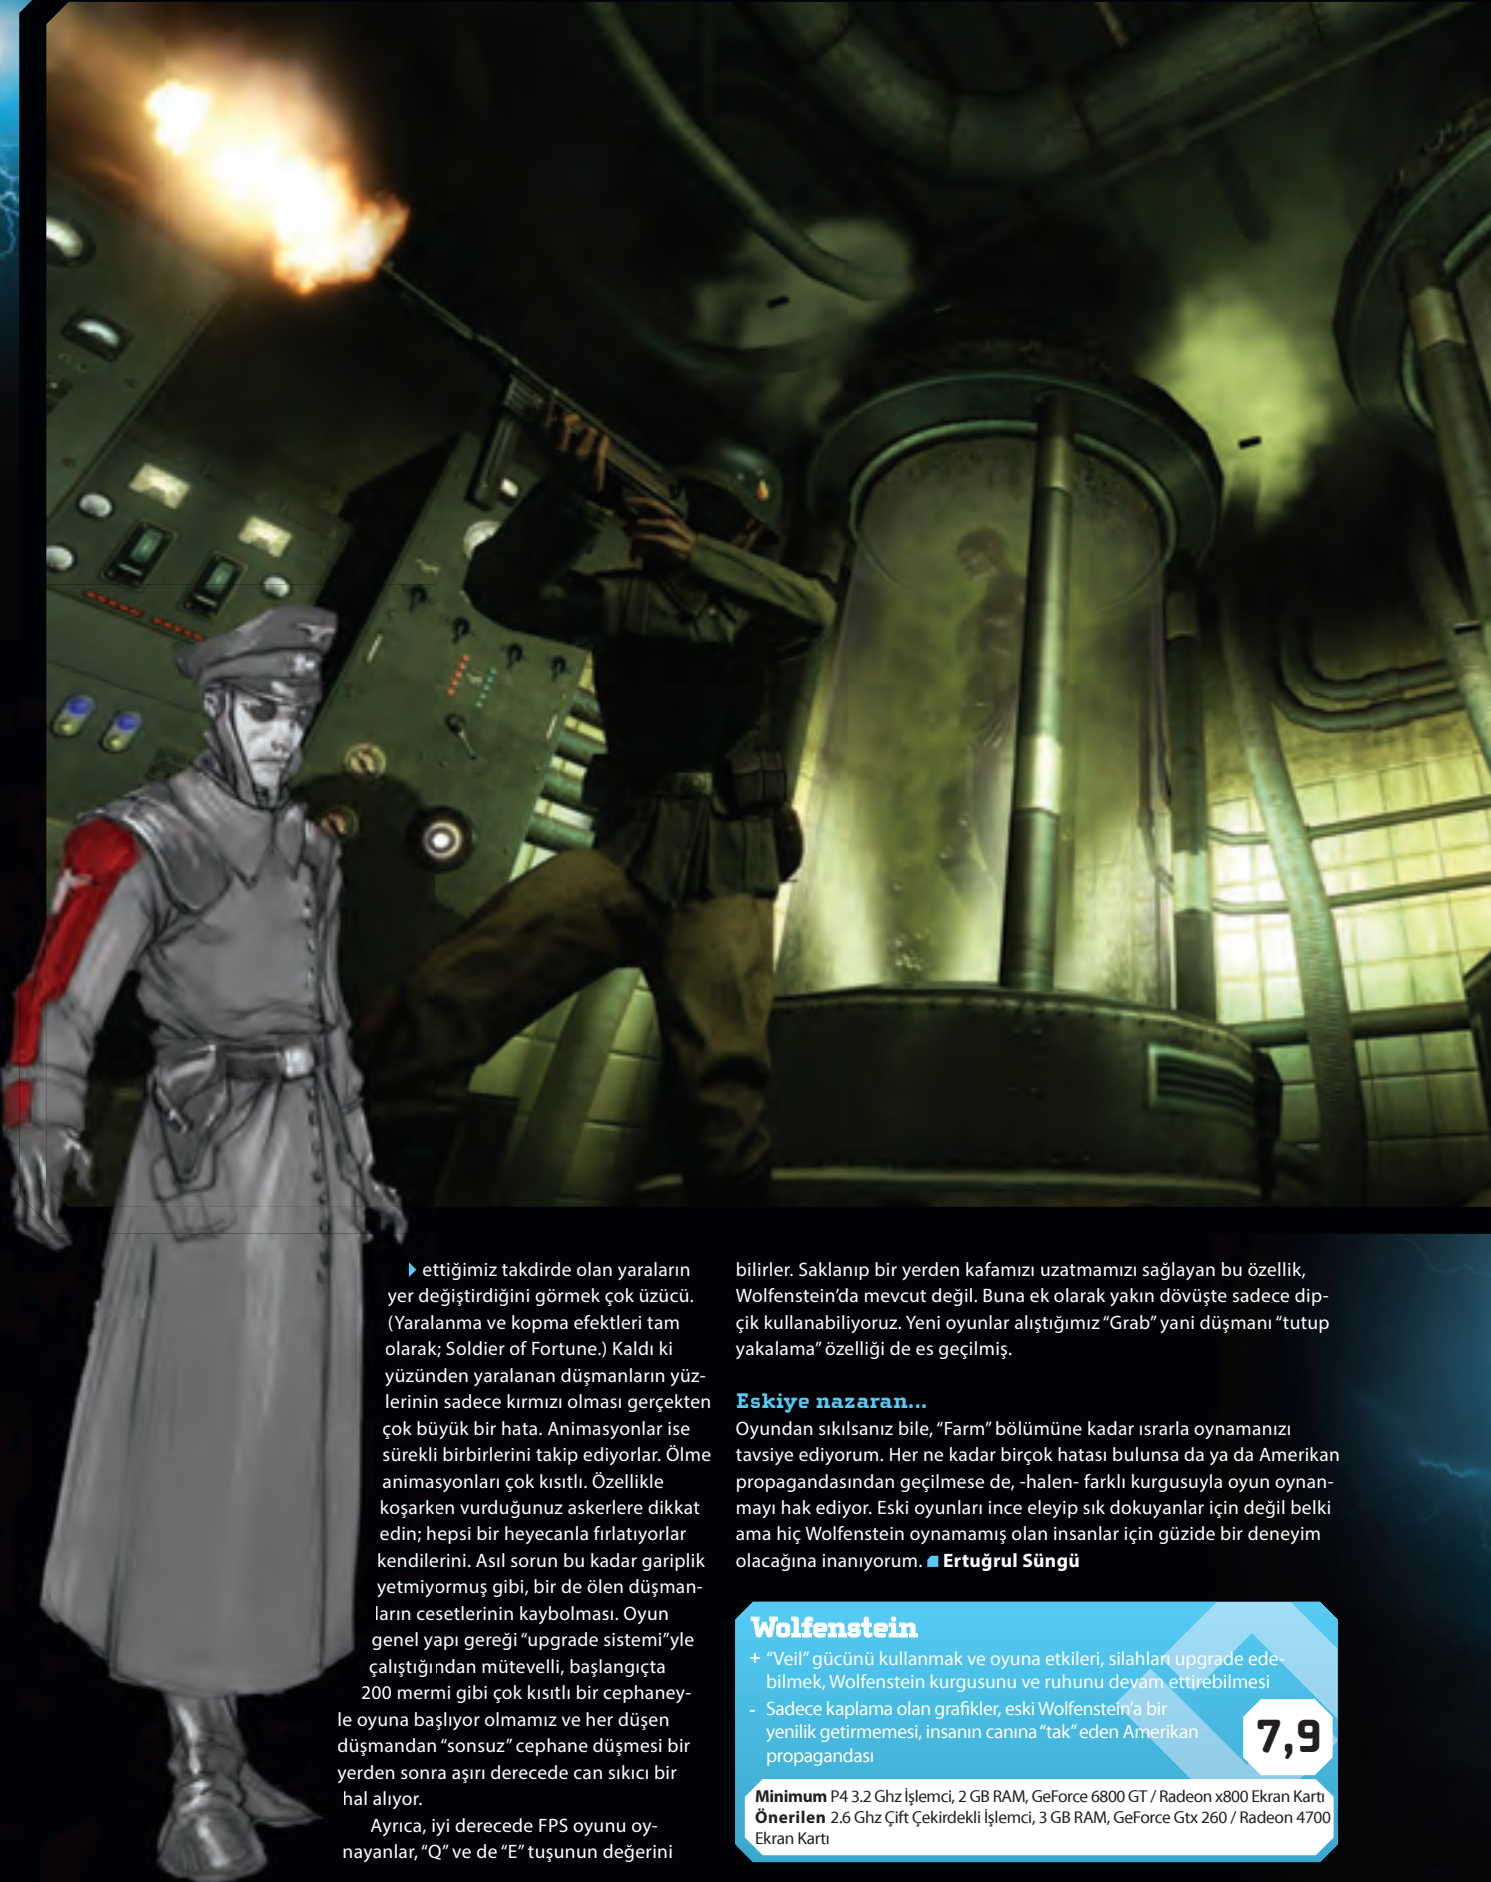 ettiğimiz takdirde olan yaraların
yer değiştirdiğini görmek çok üzücü.
(Yaralanma ve kopma efektleri tam
olarak; Soldier of Fortune.) Kaldı ki
yüzünden yaralanan düşmanların yüz-
lerinin sadece kırmızı olması gerçekten
çok büyük bir hata. Animasyonlar ise
sürekli birbirlerini takip ediyorlar. Ölme
animasyonları çok kısıtlı. Özellikle
koşarken vurduğunuz askerlere dikkat
edin; hepsi bir heyecanla fırlatıyorlar
kendilerini. Asıl sorun bu kadar gariplik
yetmiyormuş gibi, bir de ölen düşman-
ların cesetlerinin kaybolması. Oyun
genel yapı gereği “upgrade sistemi”yle
çalıştığından mütevelli, başlangıçta
200 mermi gibi çok kısıtlı bir cephaney-
le oyuna başlıyor olmamız ve her düşen
düşmandan “sonsuz” cephane düşmesi bir
yerden sonra aşırı derecede can sıkıcı bir
hal alıyor.
Ayrıca, iyi derecede FPS oyunu oy-
nayanlar, “Q” ve de “E” tuşunun değerini
bilirler. Saklanıp bir yerden kafamızı uzatmamızı sağlayan bu özellik,
Wolfenstein’da mevcut değil. Buna ek olarak yakın dövüşte sadece dip-
çik kullanabiliyoruz. Yeni oyunlar alıştığımız “Grab” yani düşmanı “tutup
yakalama” özelliği de es geçilmiş.
Eskiye nazaran...
Oyundan sıkılsanız bile, “Farm” bölümüne kadar ısrarla oynamanızı
tavsiye ediyorum. Her ne kadar birçok hatası bulunsa da ya da Amerikan
propagandasından geçilmese de, -halen- farklı kurgusuyla oyun oynan-
mayı hak ediyor. Eski oyunları ince eleyip sık dokuyanlar için değil belki
ama hiç Wolfenstein oynamamış olan insanlar için güzide bir deneyim
olacağına inanıyorum. Ertuğrul Süngü
Wolfenstein
+ “Veil” gücünü kullanmak ve oyuna etkileri, silahları upgrade ede-
bilmek, Wolfenstein kurgusunu ve ruhunu devam ettirebilmesi
- Sadece kaplama olan grafikler, eski Wolfenstein’a bir
yenilik getirmemesi, insanın canına “tak” eden Amerikan
propagandası
7,9
Minimum P4 3.2 Ghz İşlemci, 2 GB RAM, GeForce 6800 GT / Radeon x800 Ekran Kartı
Önerilen 2.6 Ghz Çift Çekirdekli İşlemci, 3 GB RAM, GeForce Gtx 260 / Radeon 4700
Ekran Kartı